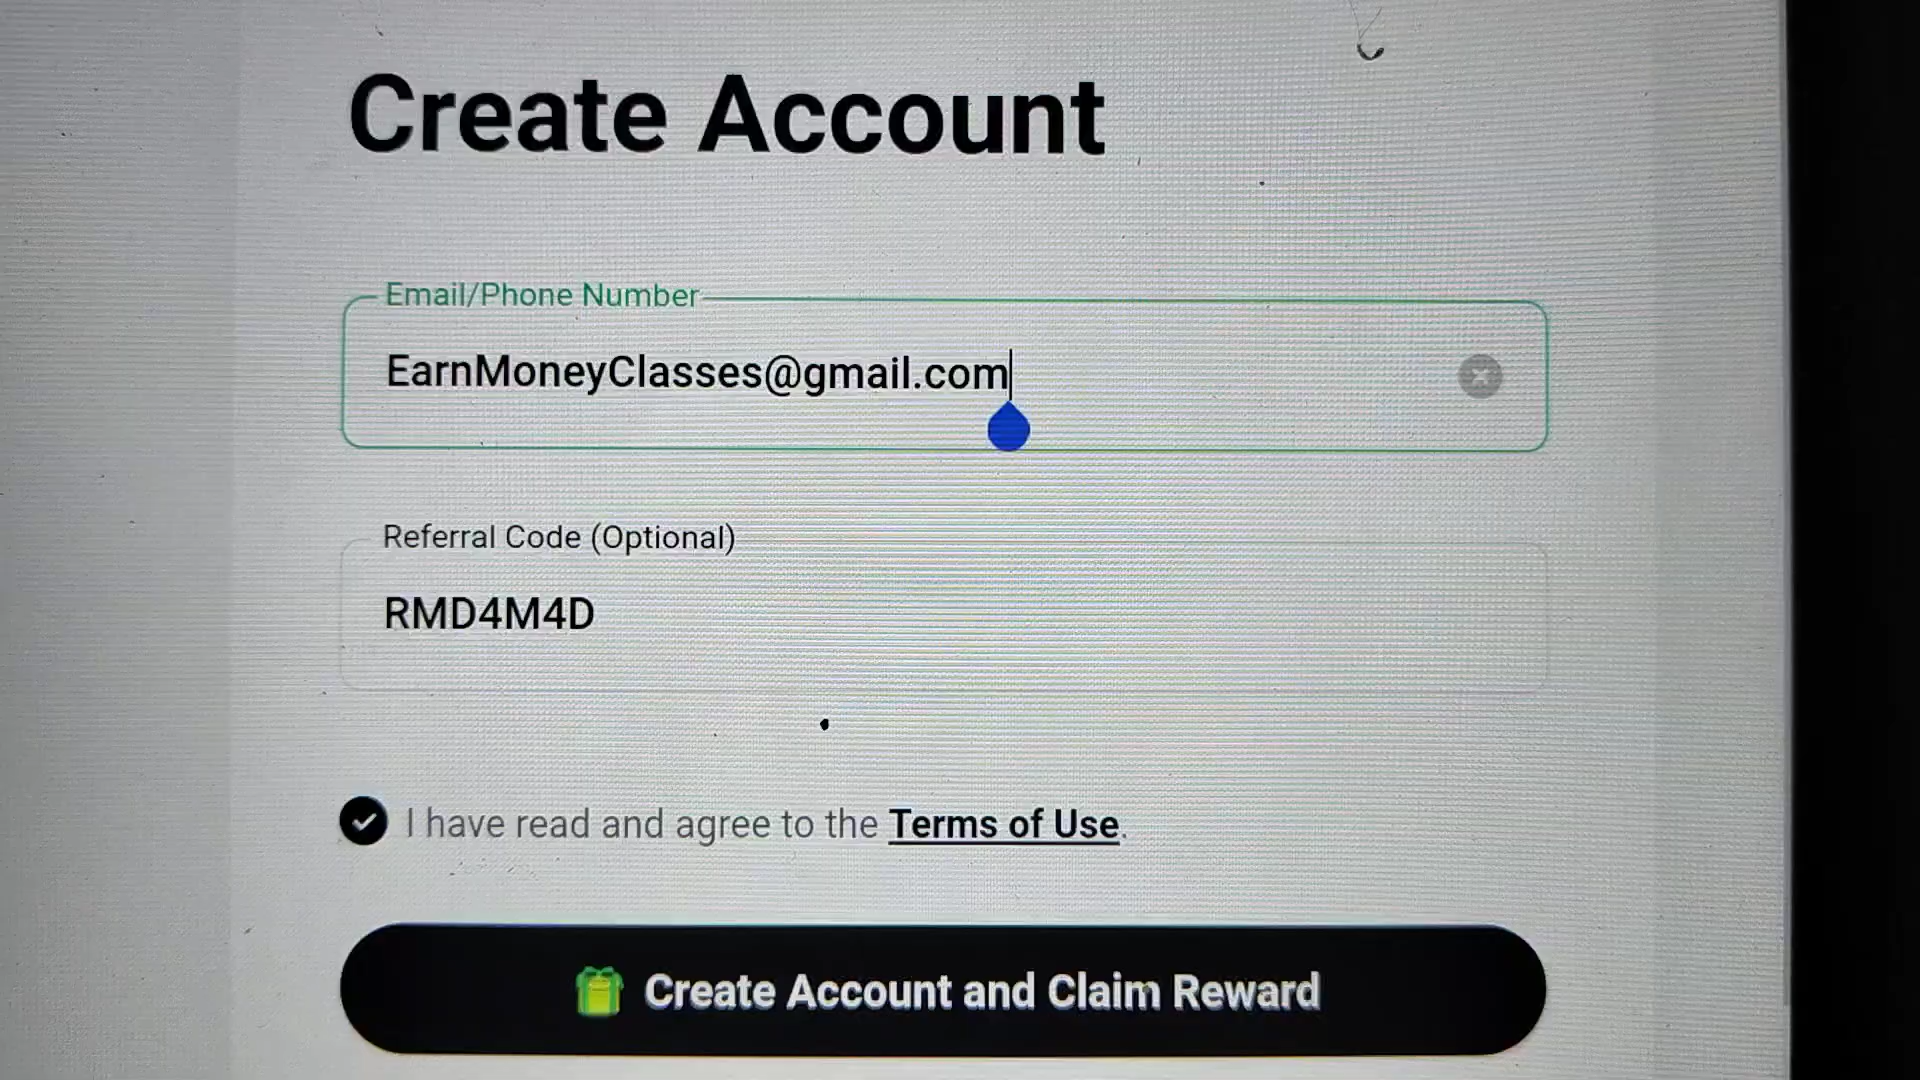 Create Account
Email/Phone Number
EarnMoneyClasses@gmail.com
Referral Code (Optional)
RMD4M4D
I have read and agree to the Terms of Use.
Create Account and Claim Reward